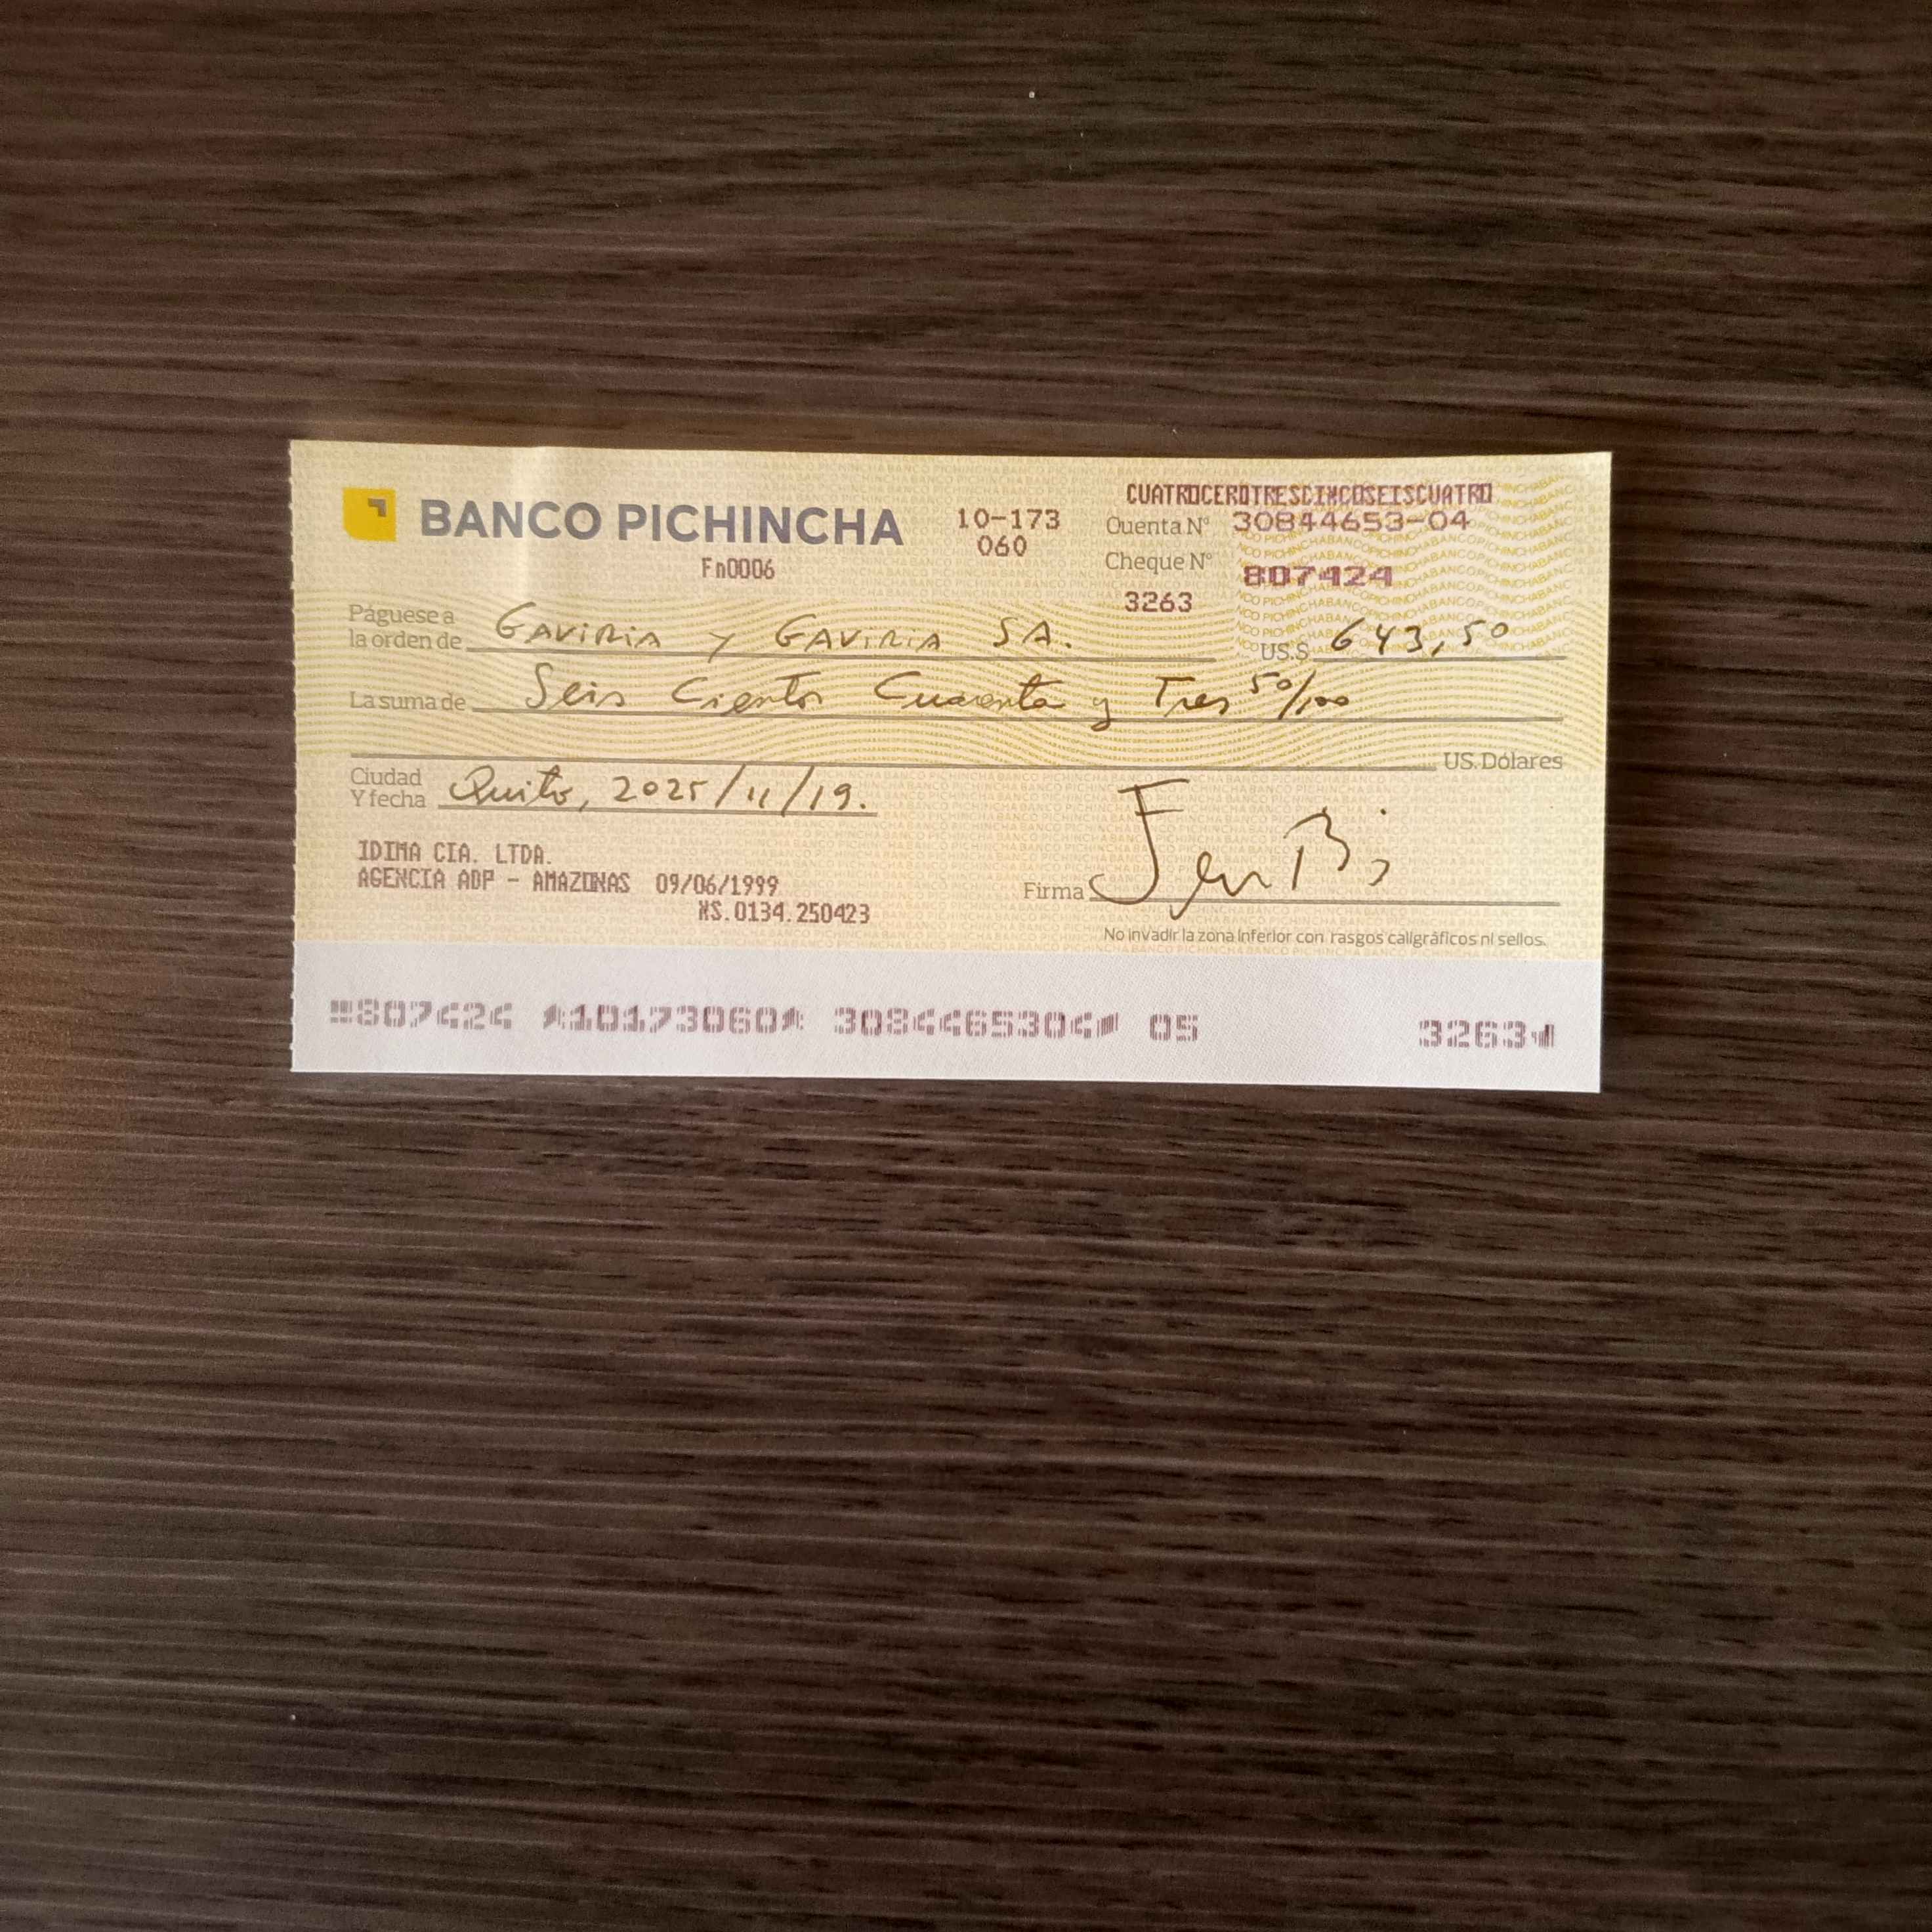 CUATROCEROTRESCINCOSEISCUATRO
BANCO PICHINCHA 10-173 Cuenta N° 30844653-04
060
Fn0006 Cheque N° 807424
3263
Páguese a
la orden de GAVIRIA Y GAVIRIA SA. US.$ 643,50
La suma de Seis Cientos Cuarenta y Tres 50/100
US. Dólares
Ciudad
Y fecha Quito, 2025/11/19.
IDIMA CIA. LTDA.
AGENCIA ADP - AMAZONAS 09/06/1999
Firma
NS.0134.250423
No invadir la zona inferior con rasgos caligráficos ni sellos.
807424 10173060 3084465304 05 3263